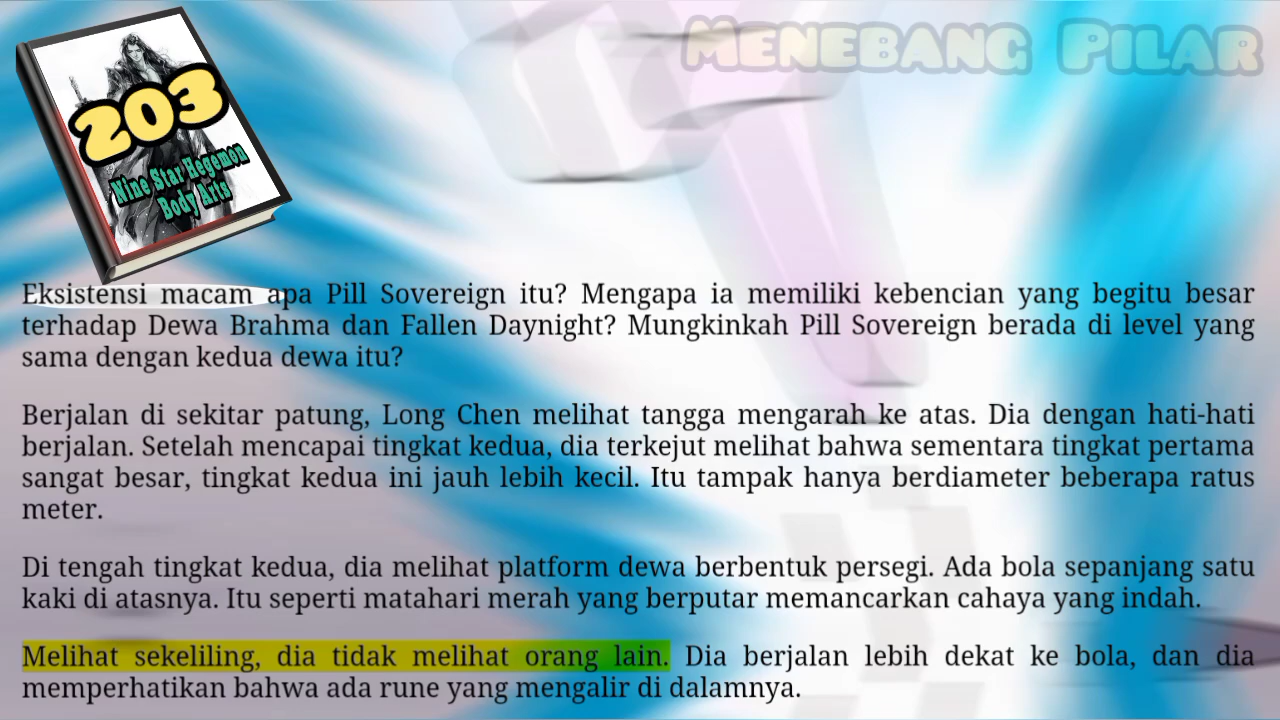 Menebang Pilar
203
Nine Star Hegemon
Body Arts
Eksistensi macam apa Pill Sovereign itu? Mengapa ia memiliki kebencian yang begitu besar
terhadap Dewa Brahma dan Fallen Daynight? Mungkinkah Pill Sovereign berada di level yang
sama dengan kedua dewa itu?
Berjalan di sekitar patung, Long Chen melihat tangga mengarah ke atas. Dia dengan hati-hati
berjalan. Setelah mencapai tingkat kedua, dia terkejut melihat bahwa sementara tingkat pertama
sangat besar, tingkat kedua ini jauh lebih kecil. Itu tampak hanya berdiameter beberapa ratus
meter.
Di tengah tingkat kedua, dia melihat platform dewa berbentuk persegi. Ada bola sepanjang satu
kaki di atasnya. Itu seperti matahari merah yang berputar memancarkan cahaya yang indah.
Melihat sekeliling, dia tidak melihat orang lain. Dia berjalan lebih dekat ke bola, dan dia
memperhatikan bahwa ada rune yang mengalir di dalamnya.